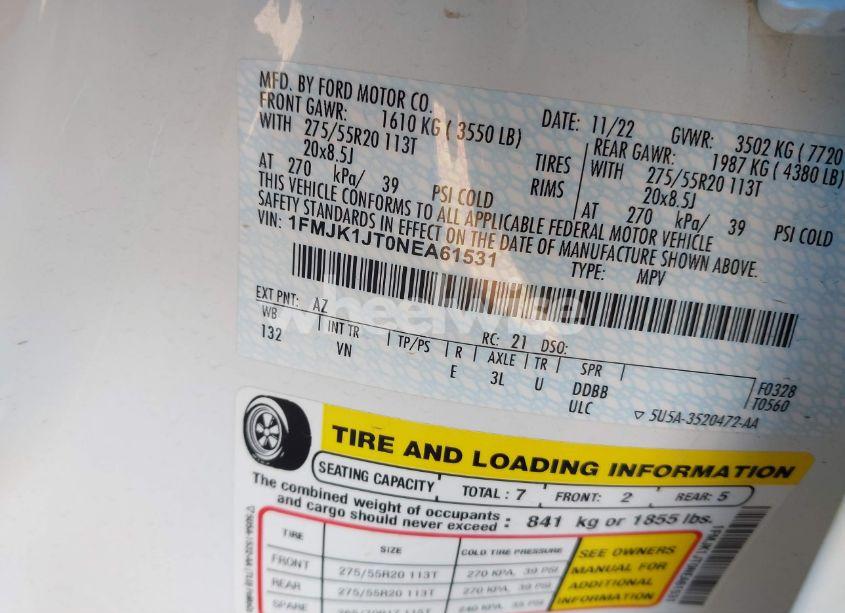 MFD. BY FORD MOTOR CO.
DATE: 11/22 GVWR: 3502 KG ( 7720
FRONT GAWR: 1610 KG ( 3550 LB)
REAR GAWR: 1987 KG ( 4380 LB)
WITH 275/55R20 113T TIRES WITH 275/55R20 113T
20x8.5J RIMS 20x8.5J
AT 270 kPa/ 39 PSI COLD AT 270 kPa/ 39 PSI COLD
THIS VEHICLE CONFORMS TO ALL APPLICABLE FEDERAL MOTOR VEHICLE
SAFETY STANDARDS IN EFFECT ON THE DATE OF MANUFACTURE SHOWN ABOVE.
VIN: 1FMJK1JT0NEA61531
TYPE: MPV
wheelwise
EXT PNT: AZ RC: 21 DSO:
WB INT TR TP/PS R AXLE TR SPR
132 VN E 3L U DDBB
ULC
F0328
T0560
▽ 5U5A-3520472-AA
TIRE AND LOADING INFORMATION
SEATING CAPACITY TOTAL : 7 FRONT: 2 REAR: 5
The combined weight of occupants
and cargo should never exceed : 841 kg or 1855 lbs.
TIRE SIZE COLD TIRE PRESSURE
FRONT 275/55R20 113T 270 KPA, 39 PSI
REAR 275/55R20 113T 270 KPA, 39 PSI
SPARE
SEE OWNERS
MANUAL FOR
ADDITIONAL
INFORMATION